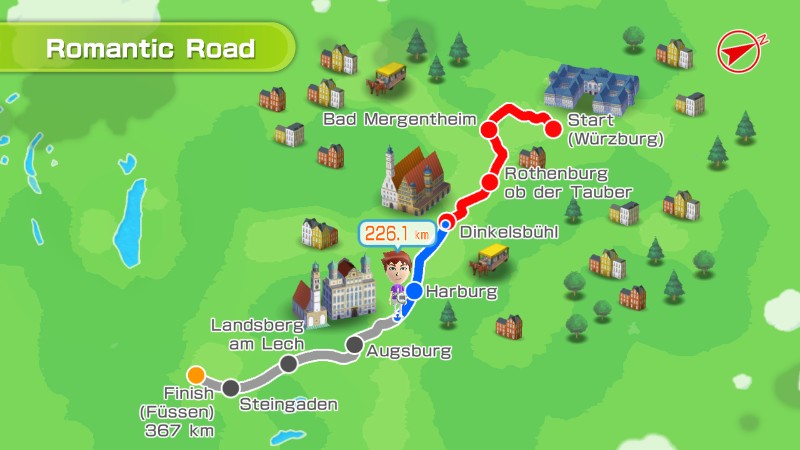 Romantic Road
N
Bad Mergentheim
Start
(Würzburg)
Rothenburg
ob der Tauber
226.1 km
Dinkelsbühl
Harburg
Landsberg
am Lech
Augsburg
Finish
(Füssen)
367 km
Steingaden